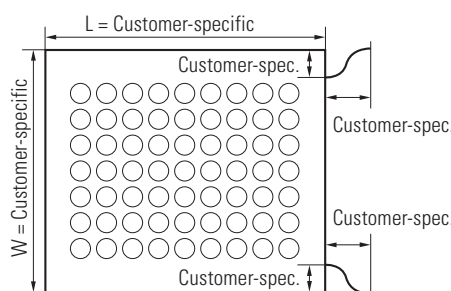 L = Customer-specific
Customer-spec.
W = Customer-specific
Customer-spec.
Customer-spec.
Customer-spec.